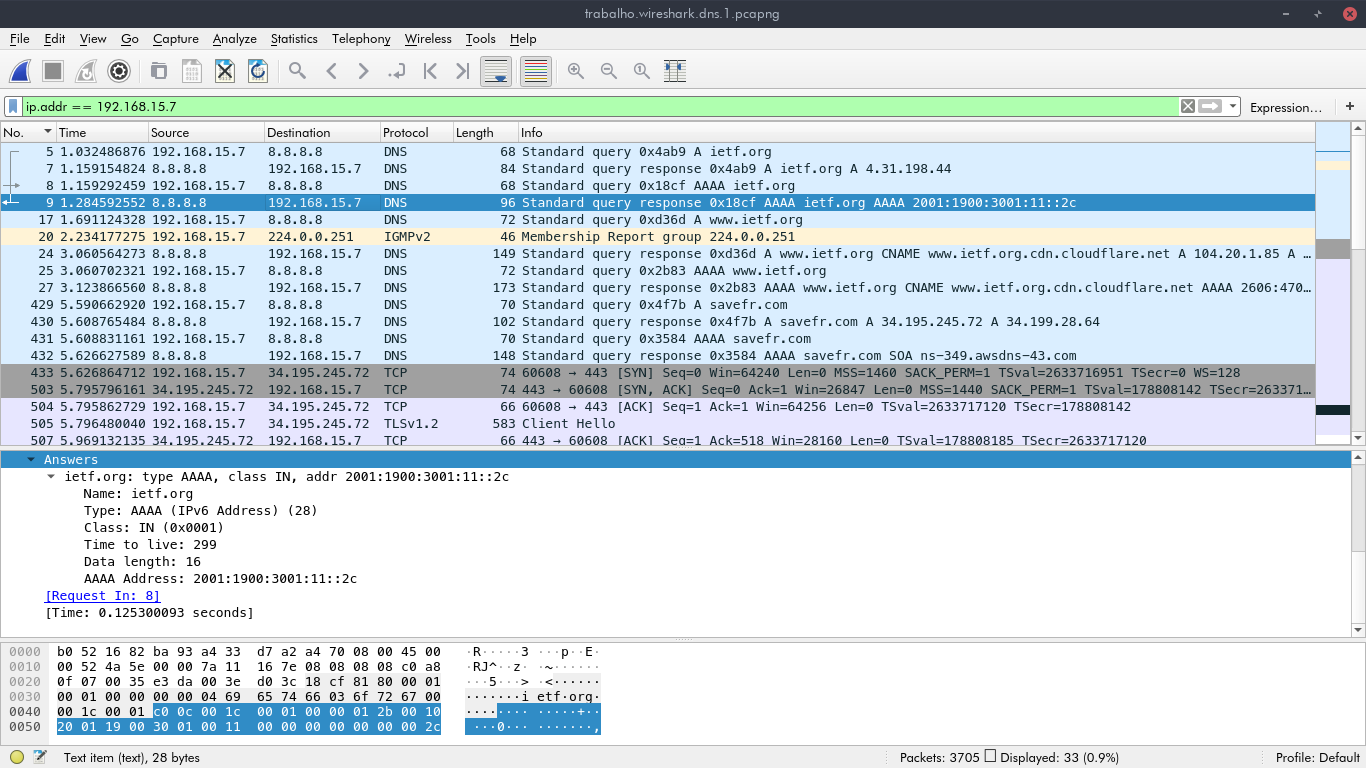 trabalho.wireshark.dns.1.pcapng
File Edit View Go Capture Analyze Statistics Telephony Wireless Tools Help
ip.addr == 192.168.15.7 Expression… +
No. Time Source Destination Protocol Length Info
5 1.032486876 192.168.15.7 8.8.8.8 DNS 68 Standard query 0x4ab9 A ietf.org
7 1.159154824 8.8.8.8 192.168.15.7 DNS 84 Standard query response 0x4ab9 A ietf.org A 4.31.198.44
8 1.159292459 192.168.15.7 8.8.8.8 DNS 68 Standard query 0x18cf AAAA ietf.org
9 1.284592552 8.8.8.8 192.168.15.7 DNS 96 Standard query response 0x18cf AAAA ietf.org AAAA 2001:1900:3001:11::2c
17 1.691124328 192.168.15.7 8.8.8.8 DNS 72 Standard query 0xd36d A www.ietf.org
20 2.234177275 192.168.15.7 224.0.0.251 IGMPv2 46 Membership Report group 224.0.0.251
24 3.060564273 8.8.8.8 192.168.15.7 DNS 149 Standard query response 0xd36d A www.ietf.org CNAME www.ietf.org.cdn.cloudflare.net A 104.20.1.85 A …
25 3.060702321 192.168.15.7 8.8.8.8 DNS 72 Standard query 0x2b83 AAAA www.ietf.org
27 3.123866560 8.8.8.8 192.168.15.7 DNS 173 Standard query response 0x2b83 AAAA www.ietf.org CNAME www.ietf.org.cdn.cloudflare.net AAAA 2606:470…
429 5.590662920 192.168.15.7 8.8.8.8 DNS 70 Standard query 0x4f7b A savefr.com
430 5.608765484 8.8.8.8 192.168.15.7 DNS 102 Standard query response 0x4f7b A savefr.com A 34.195.245.72 A 34.199.28.64
431 5.608831161 192.168.15.7 8.8.8.8 DNS 70 Standard query 0x3584 AAAA savefr.com
432 5.626627589 8.8.8.8 192.168.15.7 DNS 148 Standard query response 0x3584 AAAA savefr.com SOA ns-349.awsdns-43.com
433 5.626864712 192.168.15.7 34.195.245.72 TCP 74 60608 → 443 [SYN] Seq=0 Win=64240 Len=0 MSS=1460 SACK_PERM=1 TSval=2633716951 TSecr=0 WS=128
503 5.795796161 34.195.245.72 192.168.15.7 TCP 74 443 → 60608 [SYN, ACK] Seq=0 Ack=1 Win=26847 Len=0 MSS=1440 SACK_PERM=1 TSval=178808142 TSecr=263371…
504 5.795862729 192.168.15.7 34.195.245.72 TCP 66 60608 → 443 [ACK] Seq=1 Ack=1 Win=64256 Len=0 TSval=2633717120 TSecr=178808142
505 5.796480040 192.168.15.7 34.195.245.72 TLSv1.2 583 Client Hello
507 5.969132135 34.195.245.72 192.168.15.7 TCP 66 443 → 60608 [ACK] Seq=1 Ack=518 Win=28160 Len=0 TSval=178808185 TSecr=2633717120
Answers
ietf.org: type AAAA, class IN, addr 2001:1900:3001:11::2c
Name: ietf.org
Type: AAAA (IPv6 Address) (28)
Class: IN (0x0001)
Time to live: 299
Data length: 16
AAAA Address: 2001:1900:3001:11::2c
[Request In: 8]
[Time: 0.125300093 seconds]
0000 b0 52 16 82 ba 93 a4 33 d7 a2 a4 70 08 00 45 00 ·R·····3 ···p··E·
0010 00 52 4a 5e 00 00 7a 11 16 7e 08 08 08 08 c0 a8 ·RJ^··z· ·~······
0020 0f 07 00 35 e3 da 00 3e d0 3c 18 cf 81 80 00 01 ···5···> ·<······
0030 00 01 00 00 00 00 04 69 65 74 66 03 6f 72 67 00 ·······i etf·org·
0040 00 1c 00 01 c0 0c 00 1c 00 01 00 00 01 2b 00 10 ········ ·····+··
0050 20 01 19 00 30 01 00 11 00 00 00 00 00 00 00 2c ···0··· ·······,
Text item (text), 28 bytes Packets: 3705 Displayed: 33 (0.9%) Profile: Default